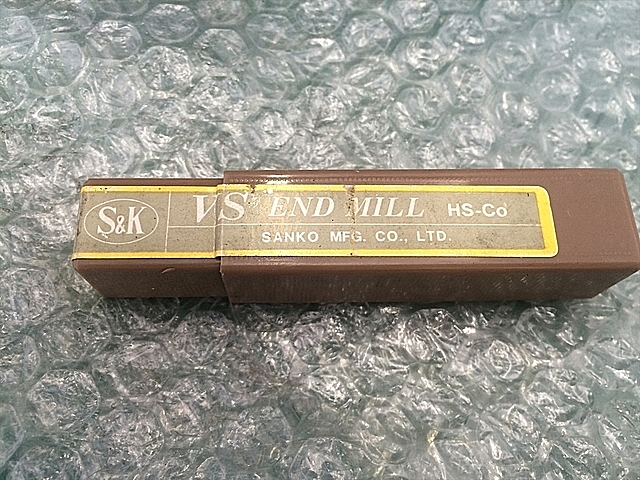 S&K
VS END MILL HS-Co
SANKO MFG. CO., LTD.